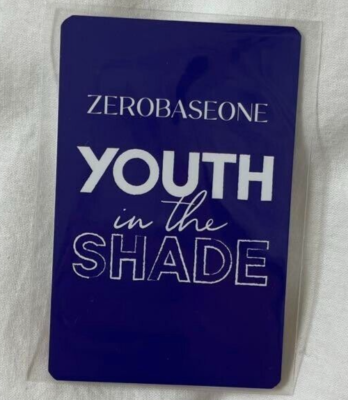 ZEROBASEONE
YOUTH
in the
SHADE